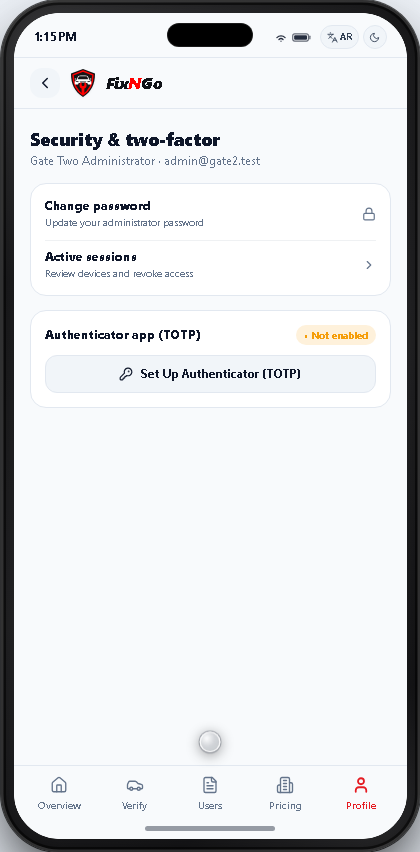 1:15 PM
AR
FixNGo
Security & two-factor
Gate Two Administrator · admin@gate2.test
Change password
Update your administrator password
Active sessions
Review devices and revoke access
Authenticator app (TOTP)
• Not enabled
Set Up Authenticator (TOTP)
Overview
Verify
Users
Pricing
Profile